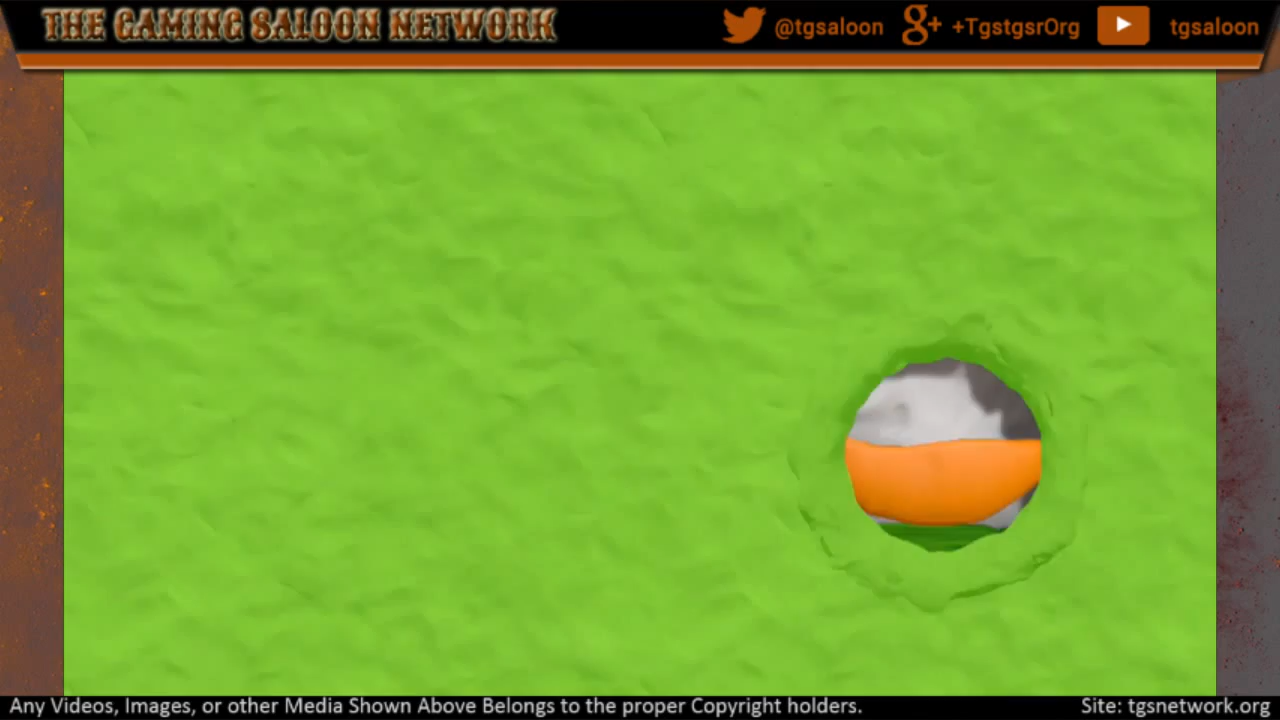 THE GAMING SALOON NETWORK
@tgsaloon
+TgstgsrOrg
tgsaloon
Any Videos, Images, or other Media Shown Above Belongs to the proper Copyright holders.
Site: tgsnetwork.org